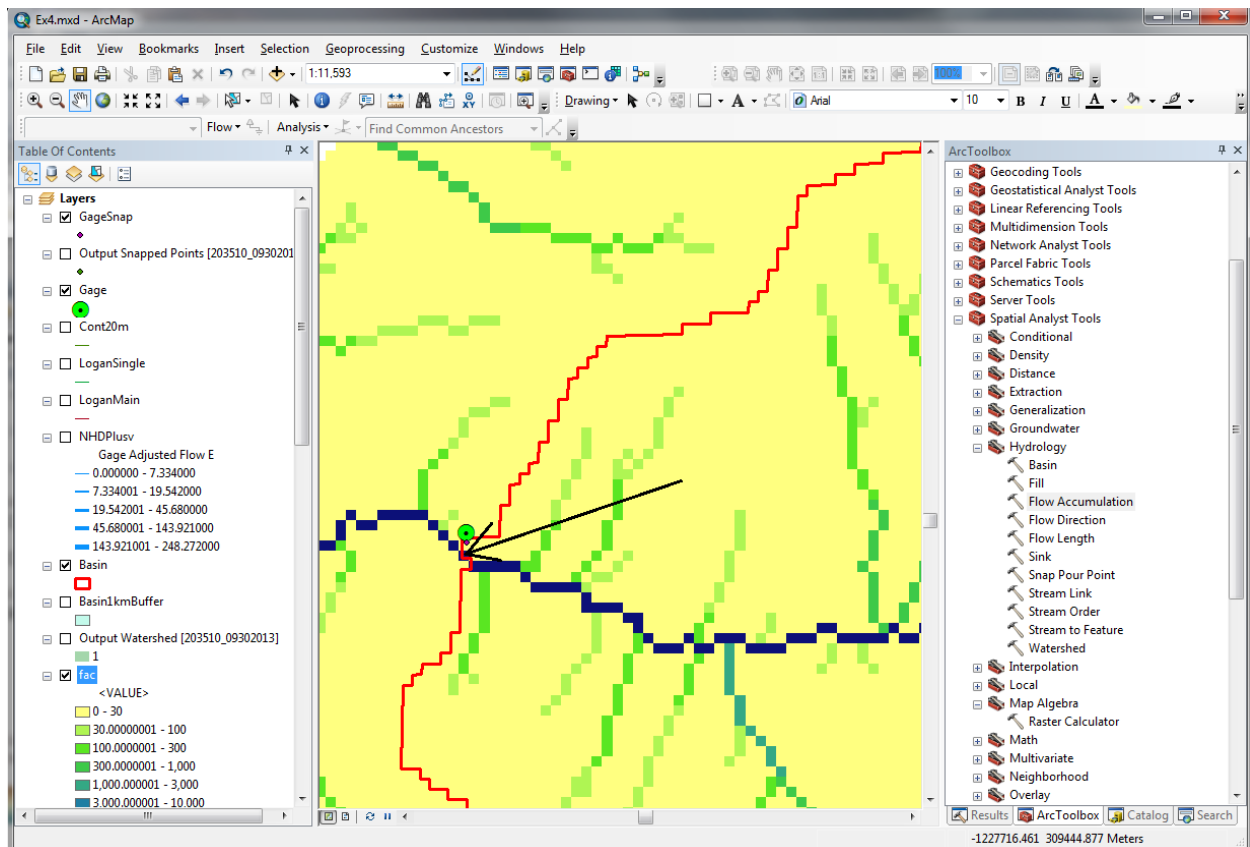 Ex4.mxd - ArcMap
File Edit View Bookmarks Insert Selection Geoprocessing Customize Windows Help
1:11,593 100%
Drawing A Arial 10 B I U A
Flow Analysis Find Common Ancestors
Table Of Contents
Layers
GageSnap
Output Snapped Points [203510_0930201
Gage
Cont20m
LoganSingle
LoganMain
NHDPlusv
Gage Adjusted Flow E
0.000000 - 7.334000
7.334001 - 19.542000
19.542001 - 45.680000
45.680001 - 143.921000
143.921001 - 248.272000
Basin
Basin1kmBuffer
Output Watershed [203510_09302013]
1
fac
<VALUE>
0 - 30
30.00000001 - 100
100.0000001 - 300
300.0000001 - 1,000
1,000.000001 - 3,000
3,000.000001 - 10,000
ArcToolbox
Geocoding Tools
Geostatistical Analyst Tools
Linear Referencing Tools
Multidimension Tools
Network Analyst Tools
Parcel Fabric Tools
Schematics Tools
Server Tools
Spatial Analyst Tools
Conditional
Density
Distance
Extraction
Generalization
Groundwater
Hydrology
Basin
Fill
Flow Accumulation
Flow Direction
Flow Length
Sink
Snap Pour Point
Stream Link
Stream Order
Stream to Feature
Watershed
Interpolation
Local
Map Algebra
Raster Calculator
Math
Multivariate
Neighborhood
Overlay
Results ArcToolbox Catalog Search
-1227716.461 309444.877 Meters